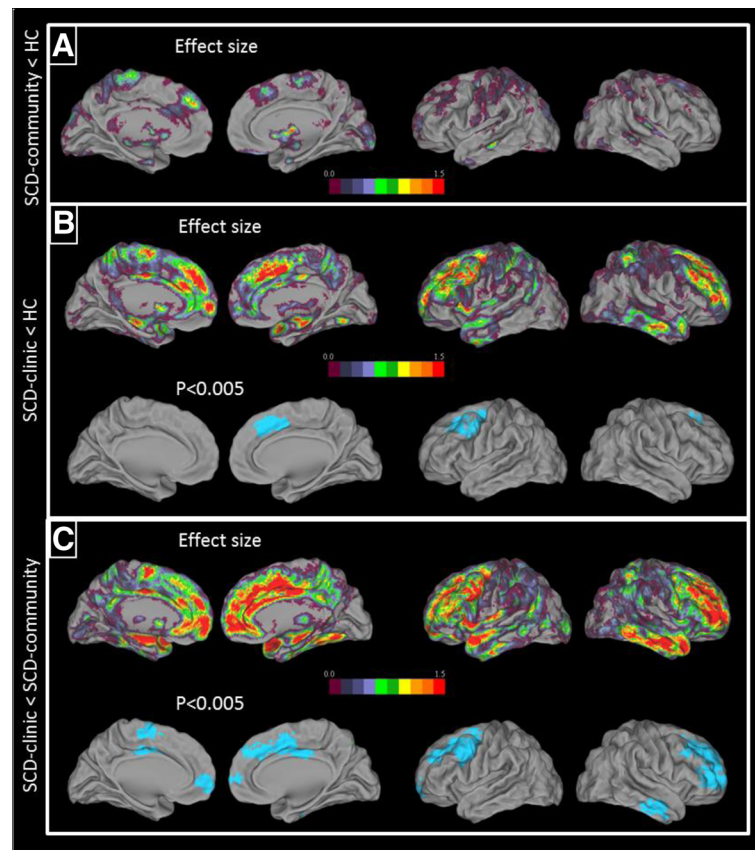 A
Effect size
SCD-community < HC
0.0 1.5
B
Effect size
SCD-clinic < HC
0.0 1.5
P<0.005
C
Effect size
SCD-clinic < SCD-community
0.0 1.5
P<0.005